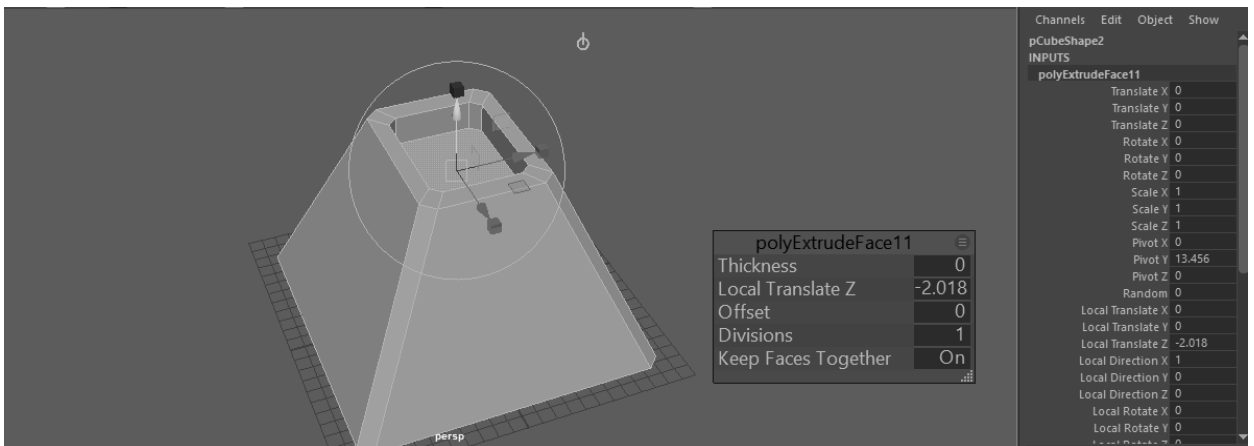 Channels Edit Object Show
pCubeShape2
INPUTS
polyExtrudeFace11
Translate X 0
Translate Y 0
Translate Z 0
Rotate X 0
Rotate Y 0
Rotate Z 0
Scale X 1
Scale Y 1
Scale Z 1
Pivot X 0
Pivot Y 13.456
Pivot Z 0
Random 0
Local Translate X 0
Local Translate Y 0
Local Translate Z -2.018
Local Direction X 1
Local Direction Y 0
Local Direction Z 0
Local Rotate X 0
Local Rotate Y 0
Local Rotate Z 0
polyExtrudeFace11
Thickness 0
Local Translate Z -2.018
Offset 0
Divisions 1
Keep Faces Together On
persp